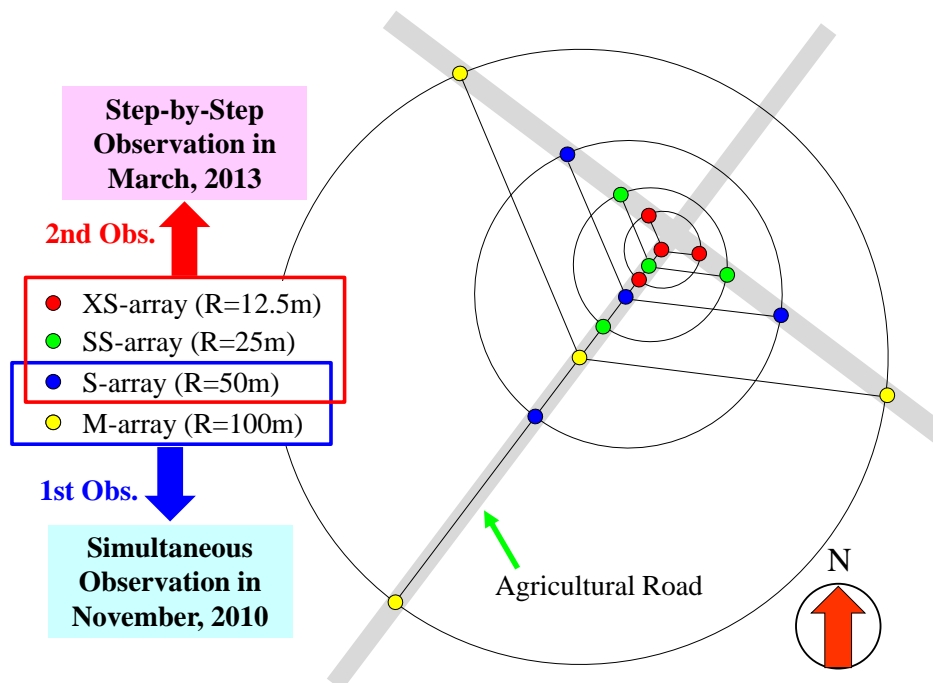 Step-by-Step
Observation in
March, 2013
2nd Obs.
XS-array (R=12.5m)
SS-array (R=25m)
S-array (R=50m)
M-array (R=100m)
1st Obs.
Simultaneous
Observation in
November, 2010
Agricultural Road
N